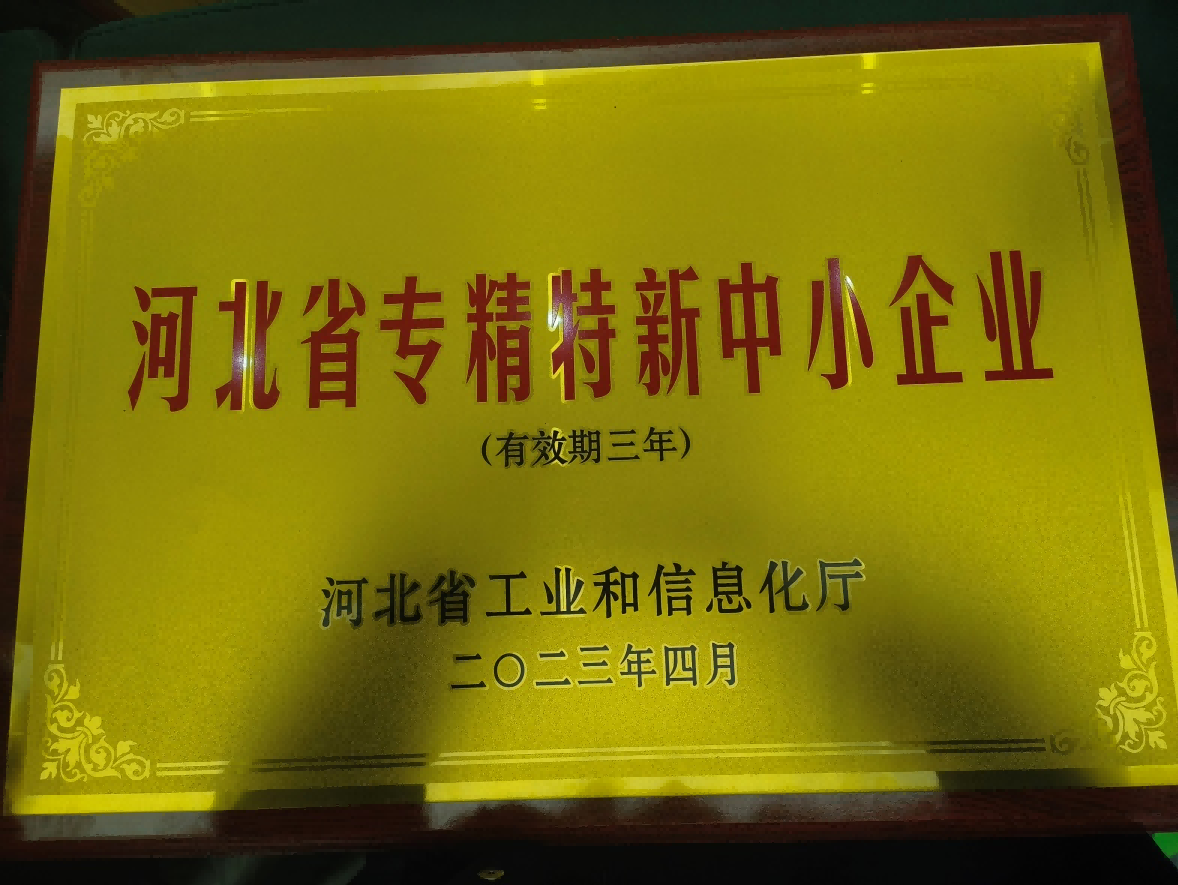 河北省专精特新中小企业
（有效期三年）
河北省工业和信息化厅
二〇二三年四月